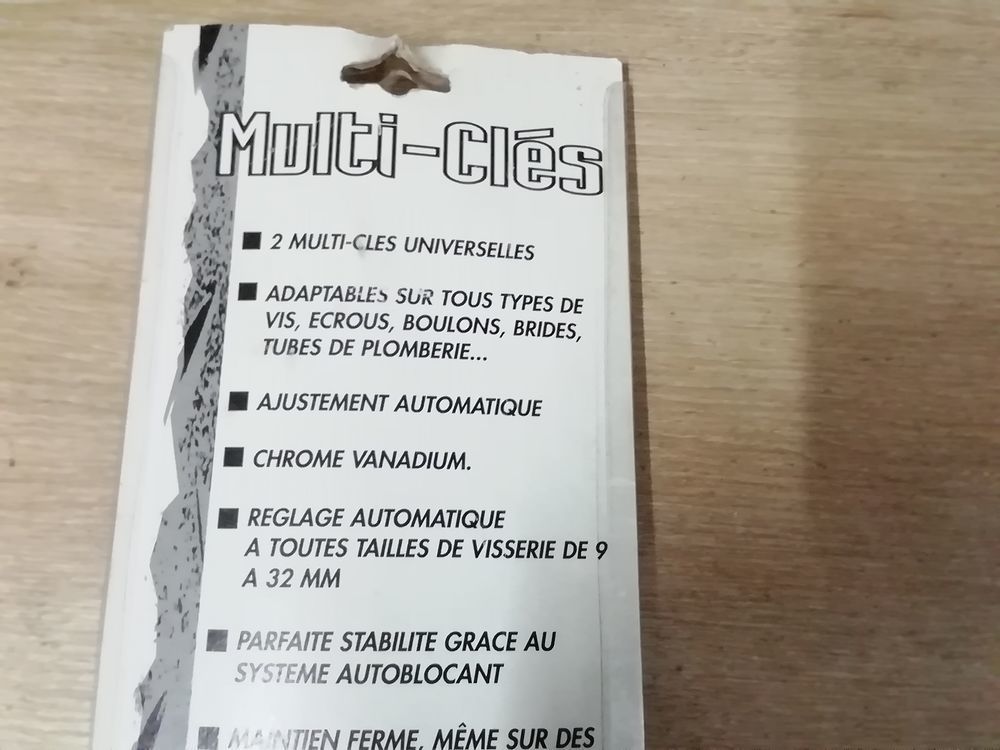 Multi-Clés
2 MULTI-CLES UNIVERSELLES
ADAPTABLES SUR TOUS TYPES DE
VIS, ECROUS, BOULONS, BRIDES,
TUBES DE PLOMBERIE...
AJUSTEMENT AUTOMATIQUE
CHROME VANADIUM.
REGLAGE AUTOMATIQUE
A TOUTES TAILLES DE VISSERIE DE 9
A 32 MM
PARFAITE STABILITE GRACE AU
SYSTEME AUTOBLOCANT
MAINTIEN FERME, MÊME SUR DES